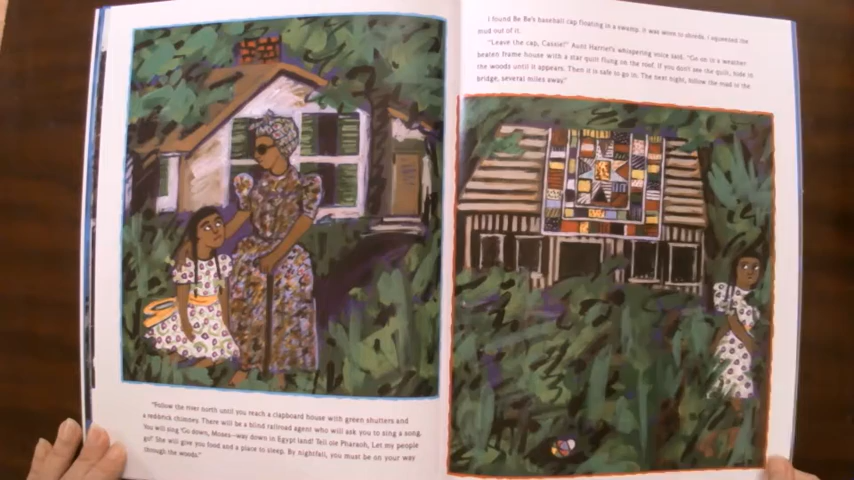 "Follow the river north until you reach a clapboard house with green shutters and
a redbrick chimney. There will be a blind railroad agent who will ask you to sing a song.
You will sing 'Go down, Moses—way down in Egypt land! Tell ole Pharaoh, Let my people
go!' She will give you food and a place to sleep. By nightfall, you must be on your way
through the woods."
I found Be Be's baseball cap floating in a swamp. It was worn to shreds. I squeezed the
mud out of it.
"Leave the cap, Cassie!" Aunt Harriet's whispering voice said. "Go on to a weather
beaten frame house with a star quilt flung on the roof. If you don't see the quilt, hide in
the woods until it appears. Then it is safe to go in. The next night, follow the road to the
bridge, several miles away."